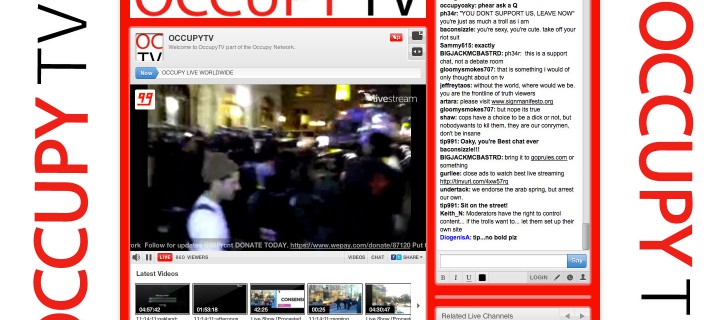 OCCUPY TV
OCCUPY TV
OC
TV
OCCUPYTV
Welcome to OccupyTV part of the Occupy Network.
Now OCCUPY LIVE WORLDWIDE
99
livestream
Follow for updates
Print DONATE TODAY. https://www.wepay.com/donate/87120 Put
LIVE 860 VIEWERS
VIDEOS CHAT SHARE
Latest Videos
04:57:42
01:53:18
42:25
CONSENS
00:25
04:30:47
occupyoaky: phear ask a Q
ph34r: "YOU DONT SUPPORT US, LEAVE NOW"
you're just as much a troll as i am
baconsizzle: you're sexy, you're cute. take off your
riot suit
Sammy615: exactly
BIGJACKMCBASTRD: ph34r: this is a support
chat, not a debate room
gloomysmokes707: that is something i would of
only thought about on tv
jeffreytaos: without the world, where would we be.
you are the frontline of truth viewers
artara: please visit www.signmanifesto.org
gloomysmokes707: but nope its true
shaw: cops have a choice to be a dick or not, but
nobodywants to kill them, they are our conrymen,
don't be insane
tip991: Oaky, you're Best chat ever
baconsizzle!!!
BIGJACKMCBASTRD: bring it to goprules.com or
something
gurllee: close ads to watch best live streaming
http://tinyurl.com/4xw57rq
undertack: we endorse the arab spring, but arrest
our own.
tip991: Sit on the street!
Keith_N: Moderators have the right to control
content... if the trolls want to... let them set up their
own site
DiogenisA: tip...no bold plz
Say
B I U
LOGIN
Related Live Channels
OCCUPY T